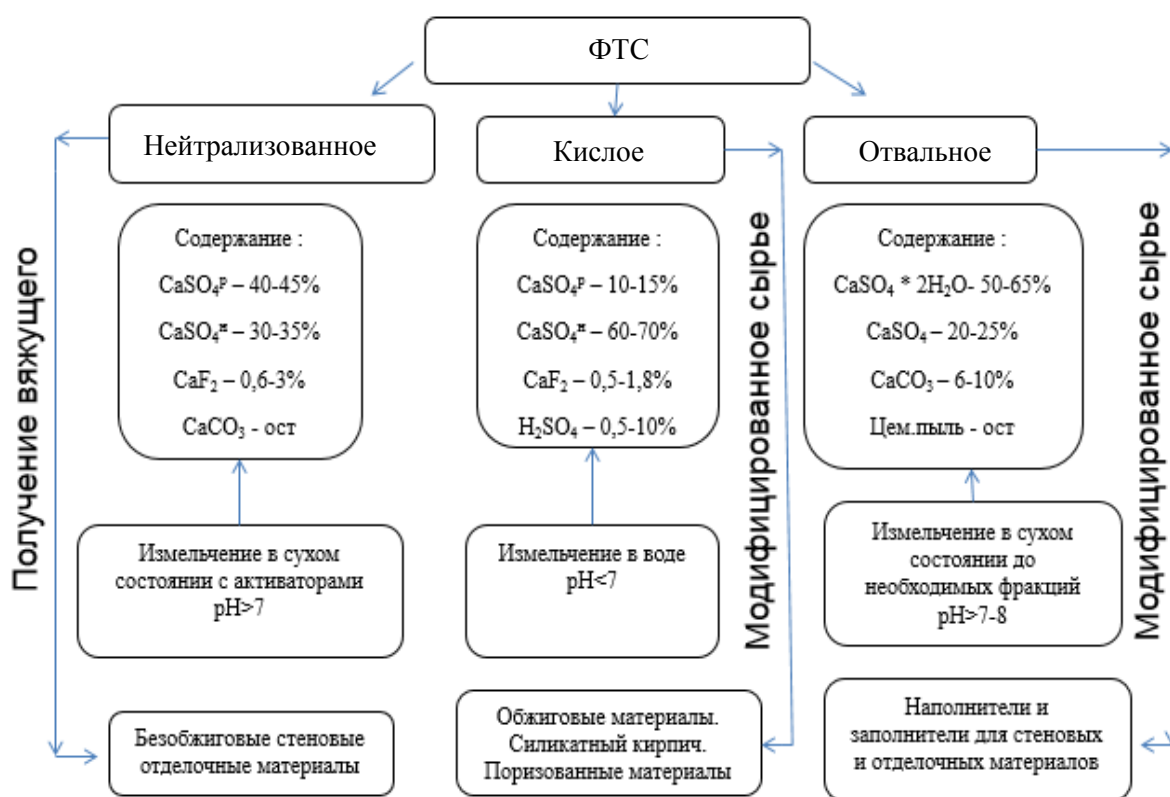 ФТС
Нейтрализованное
Кислое
Отвальное
Получение вяжущего
Содержание :
CaSO₄ᵖ – 40-45%
CaSO₄ᴴ – 30-35%
CaF₂ – 0,6-3%
CaCO₃ - ост
Содержание :
CaSO₄ᵖ – 10-15%
CaSO₄ᴴ – 60-70%
CaF₂ – 0,5-1,8%
H₂SO₄ – 0,5-10%
Модифицированное сырье
Содержание :
CaSO₄ * 2H₂O- 50-65%
CaSO₄ – 20-25%
CaCO₃ – 6-10%
Цем.пыль - ост
Модифицированное сырье
Измельчение в сухом
состоянии с активаторами
pH>7
Измельчение в воде
pH<7
Измельчение в сухом
состоянии до
необходимых фракций
pH>7-8
Безобжиговые стеновые
отделочные материалы
Обжиговые материалы.
Силикатный кирпич.
Поризованные материалы
Наполнители и
заполнители для стеновых
и отделочных материалов